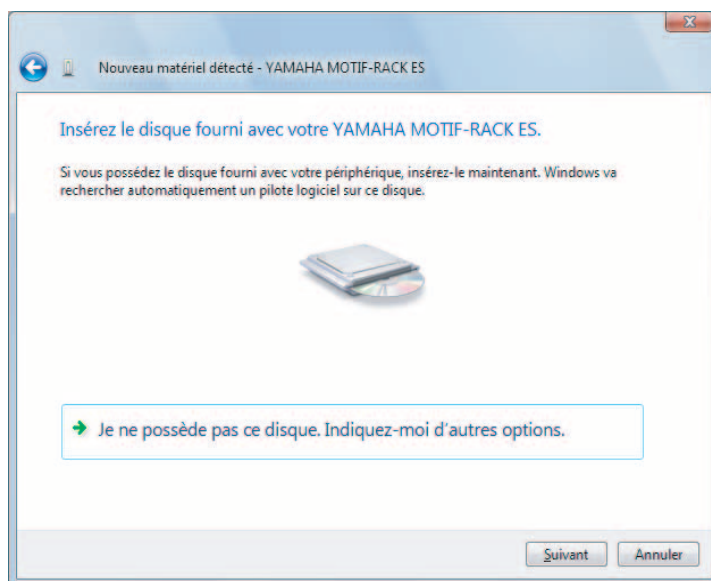 Nouveau matériel détecté - YAMAHA MOTIF-RACK ES
Insérez le disque fourni avec votre YAMAHA MOTIF-RACK ES.
Si vous possédez le disque fourni avec votre périphérique, insérez-le maintenant. Windows va
rechercher automatiquement un pilote logiciel sur ce disque.
Je ne possède pas ce disque. Indiquez-moi d'autres options.
Suivant
Annuler